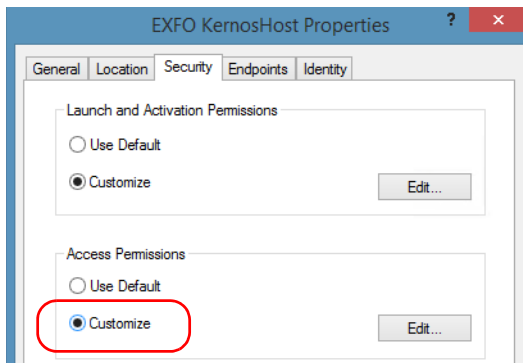 EXFO KernosHost Properties ? ×
General Location Security Endpoints Identity
Launch and Activation Permissions
Use Default
Customize Edit...
Access Permissions
Use Default
Customize Edit...